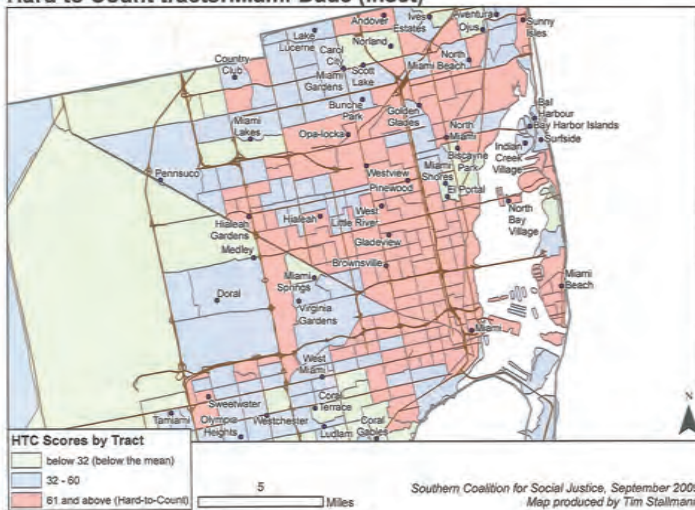 Hard to Count tracts:Miami-Dade (inset)
Andover
Ives
Estates
Aventura
Ojus
Sunny
Isles
Lake
Lucerne
Carol
City
Norland
North
Miami Beach
Country
Club
Miami
Gardens
Scott
Lake
Bunche
Park
Golden
Glades
Bal
Harbour
Bay Harbor Islands
Miami
Lakes
Opa-locka
North
Miami
Surfside
Biscayne
Park
Indian
Creek
Village
Pennsuco
Westview
Pinewood
Miami
Shores
El Portal
Hialeah
Gardens
Hialeah
West
Little River
North
Bay
Village
Medley
Gladeview
Brownsville
Miami
Springs
Miami
Beach
Doral
Virginia
Gardens
Miami
West
Miami
Sweetwater
Coral
Terrace
Tamiami
Olympia
Heights
Westchester
Ludlam
Coral
Gables
N
HTC Scores by Tract
below 32 (below the mean)
32 - 60
61 and above (Hard-to-Count)
5
Miles
Southern Coalition for Social Justice, September 2009
Map produced by Tim Stallmann